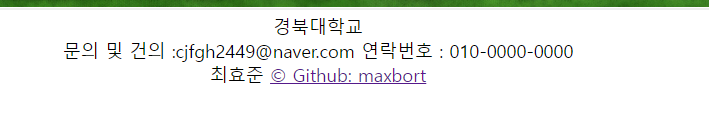 경북대학교
문의 및 건의 :cjfgh2449@naver.com 연락번호 : 010-0000-0000
최효준 © Github: maxbort